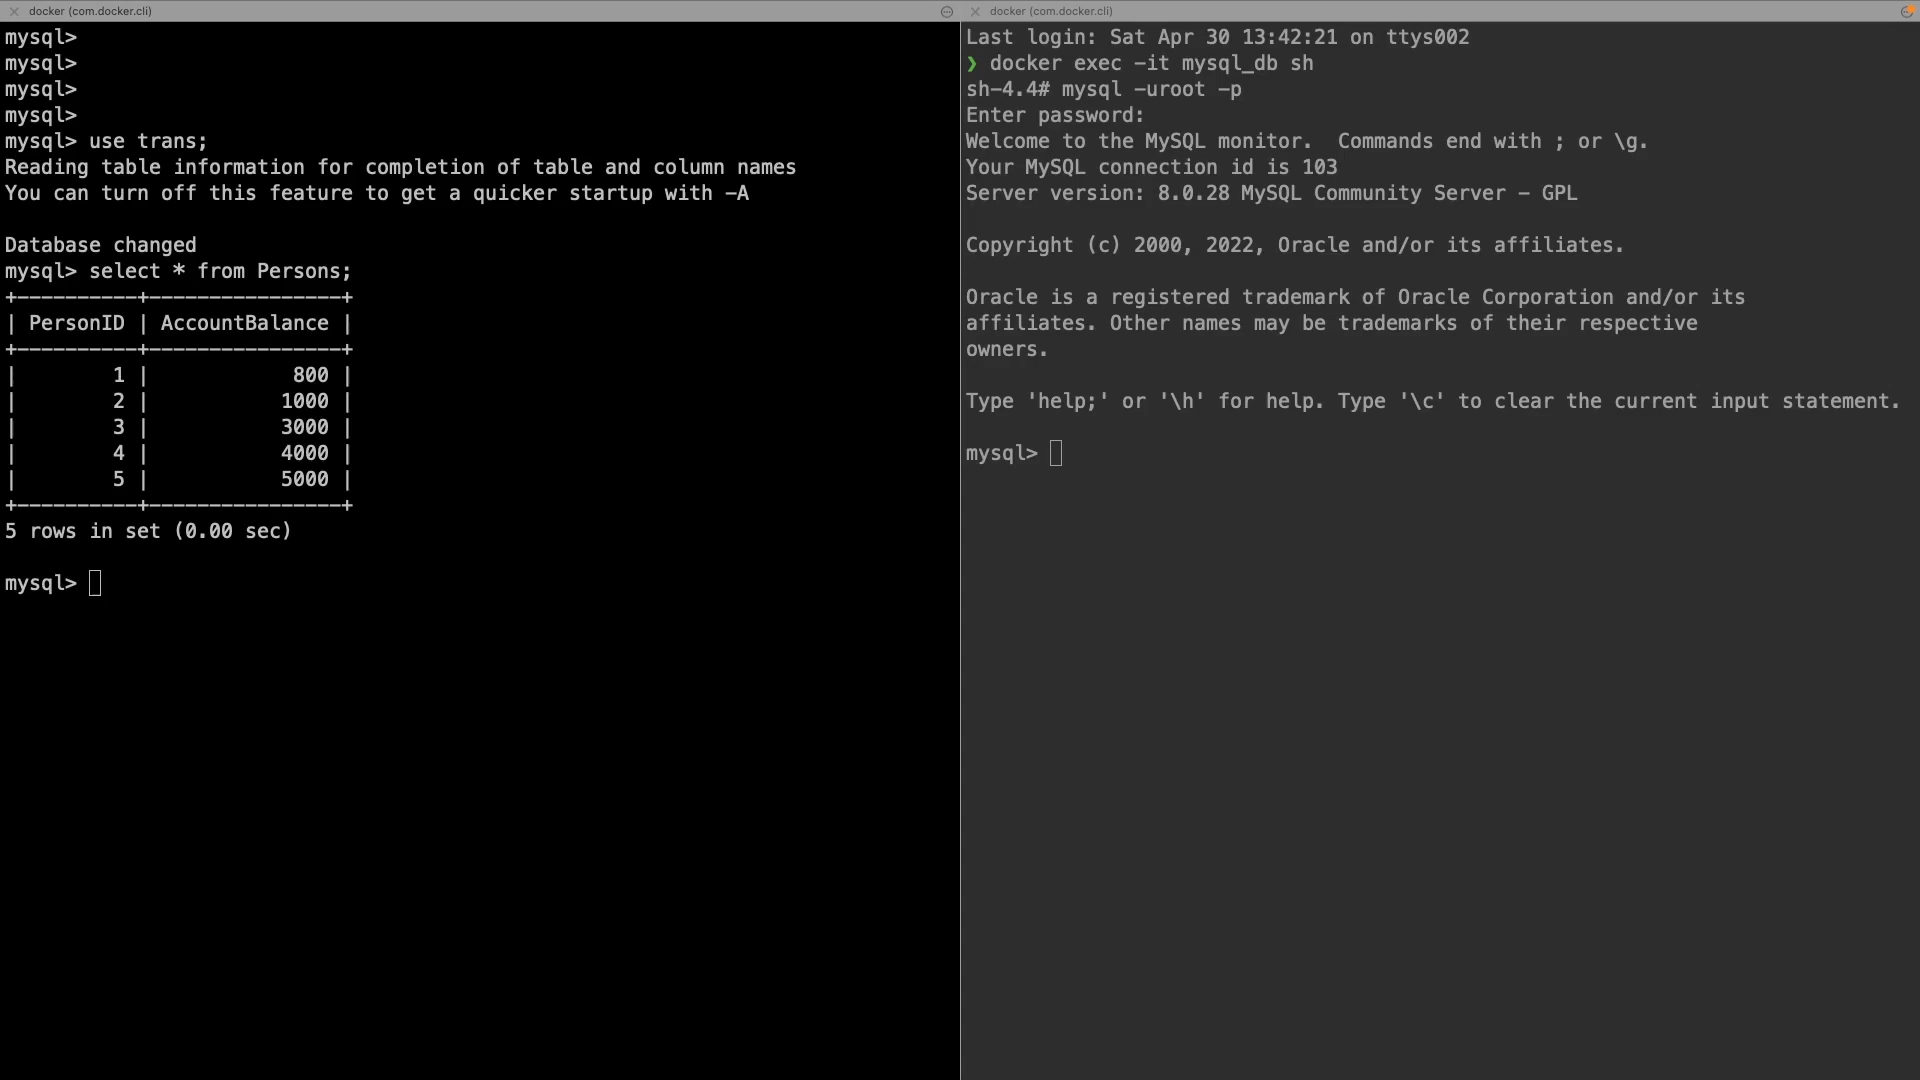 docker (com.docker.cli)
mysql>
mysql>
mysql>
mysql>
mysql> use trans;
Reading table information for completion of table and column names
You can turn off this feature to get a quicker startup with -A
Database changed
mysql> select * from Persons;
+----------+----------------+
| PersonID | AccountBalance |
+----------+----------------+
|        1 |            800 |
|        2 |           1000 |
|        3 |           3000 |
|        4 |           4000 |
|        5 |           5000 |
+----------+----------------+
5 rows in set (0.00 sec)
mysql>
docker (com.docker.cli)
Last login: Sat Apr 30 13:42:21 on ttys002
❯ docker exec -it mysql_db sh
sh-4.4# mysql -uroot -p
Enter password:
Welcome to the MySQL monitor.  Commands end with ; or \g.
Your MySQL connection id is 103
Server version: 8.0.28 MySQL Community Server - GPL
Copyright (c) 2000, 2022, Oracle and/or its affiliates.
Oracle is a registered trademark of Oracle Corporation and/or its
affiliates. Other names may be trademarks of their respective
owners.
Type 'help;' or '\h' for help. Type '\c' to clear the current input statement.
mysql>